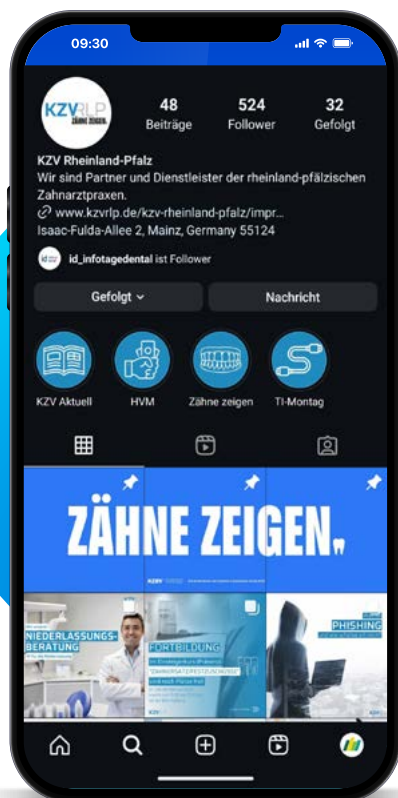 09:30
KZVRLP
ZÄHNE ZEIGEN.
48 524 32
Beiträge Follower Gefolgt
KZV Rheinland-Pfalz
Wir sind Partner und Dienstleister der rheinland-pfälzischen
Zahnarztpraxen.
www.kzvrlp.de/kzv-rheinland-pfalz/impr...
Isaac-Fulda-Allee 2, Mainz, Germany 55124
id_infotagedental ist Follower
Gefolgt Nachricht
KZV Aktuell HVM Zähne zeigen TI-Montag
ZÄHNE ZEIGEN.
KZV
NIEDERLASSUNGS-
BERATUNG
FORTBILDUNG
PHISHING